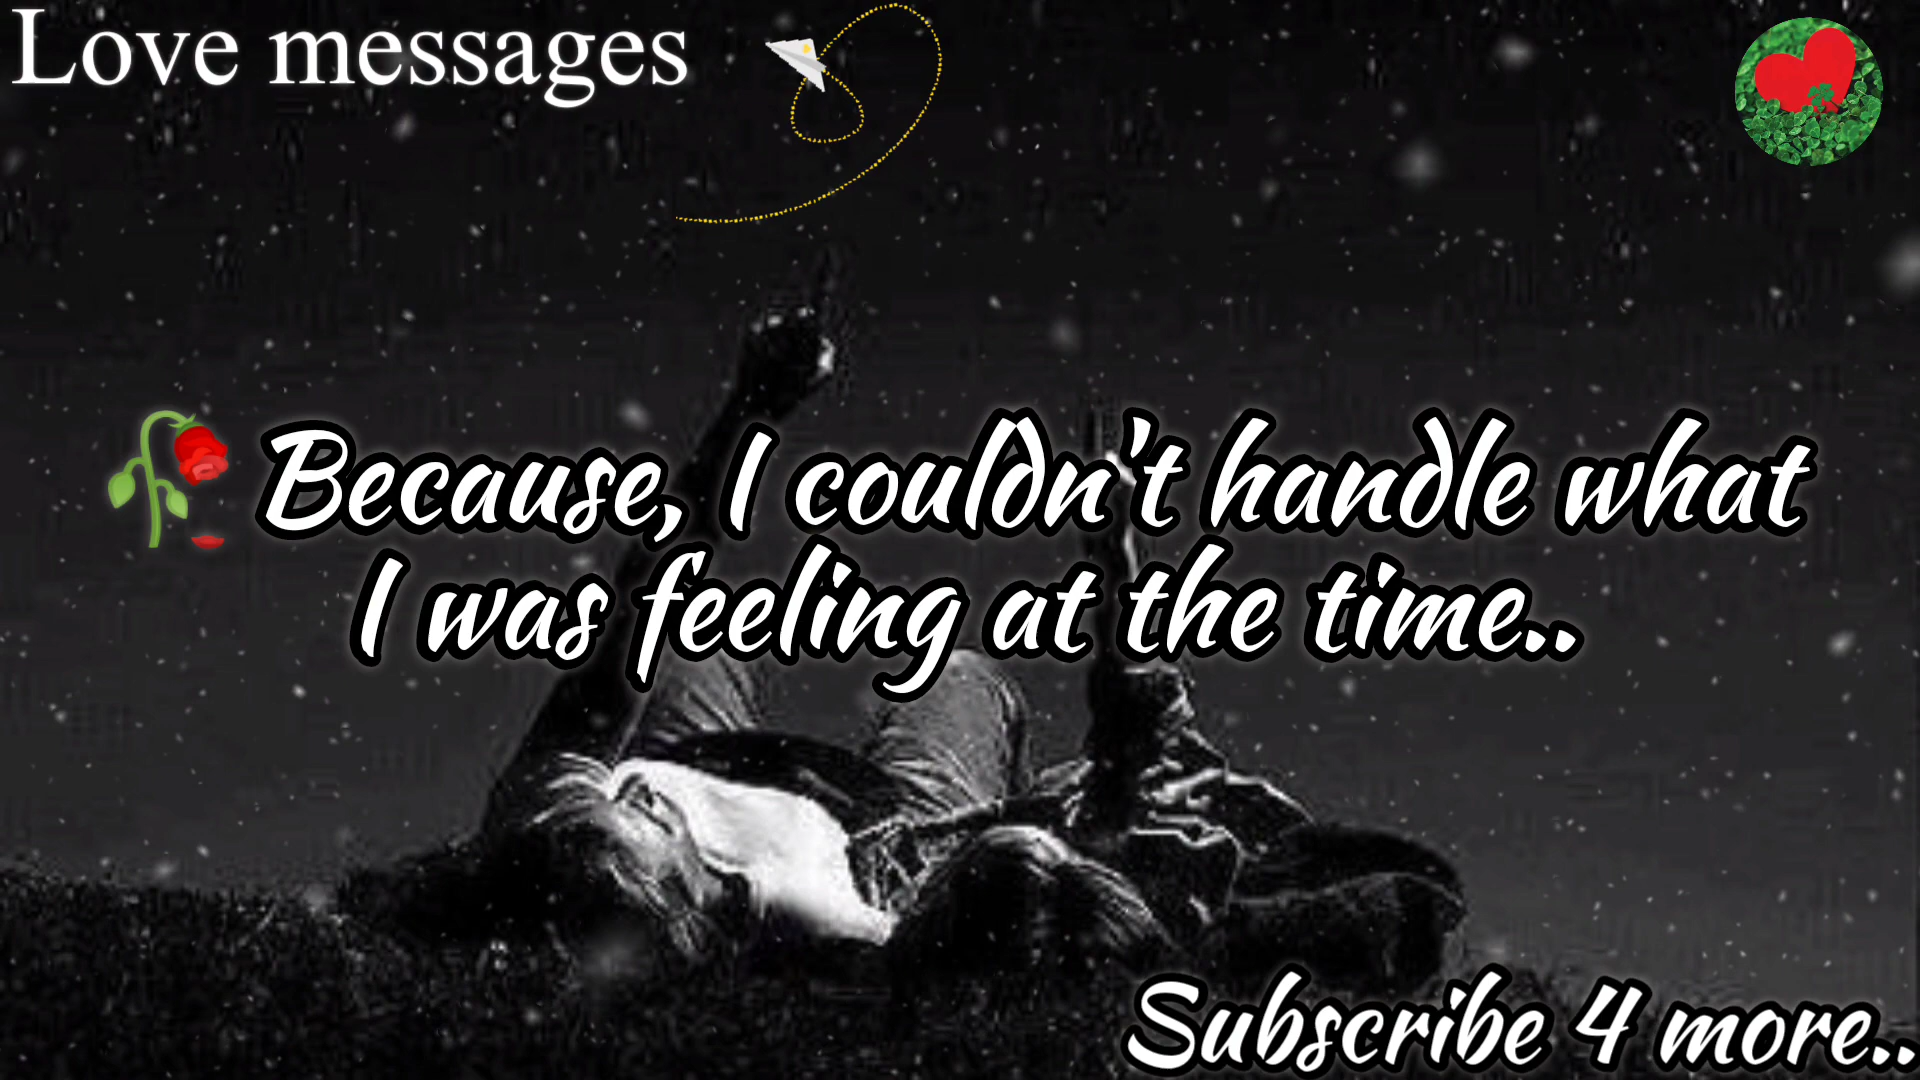 Love messages
🥀 Because, I couldn't handle what
I was feeling at the time..
Subscribe 4 more..